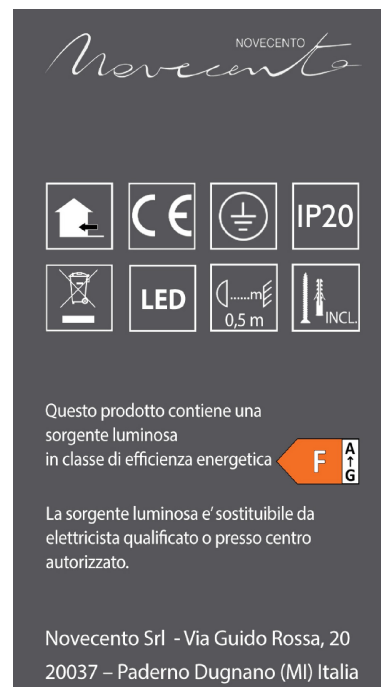 NOVECENTO
Novecento
CE
IP20
LED
......m
0,5 m
INCL.
Questo prodotto contiene una
sorgente luminosa
in classe di efficienza energetica
F
A
G
La sorgente luminosa e' sostituibile da
elettricista qualificato o presso centro
autorizzato.
Novecento Srl - Via Guido Rossa, 20
20037 – Paderno Dugnano (MI) Italia